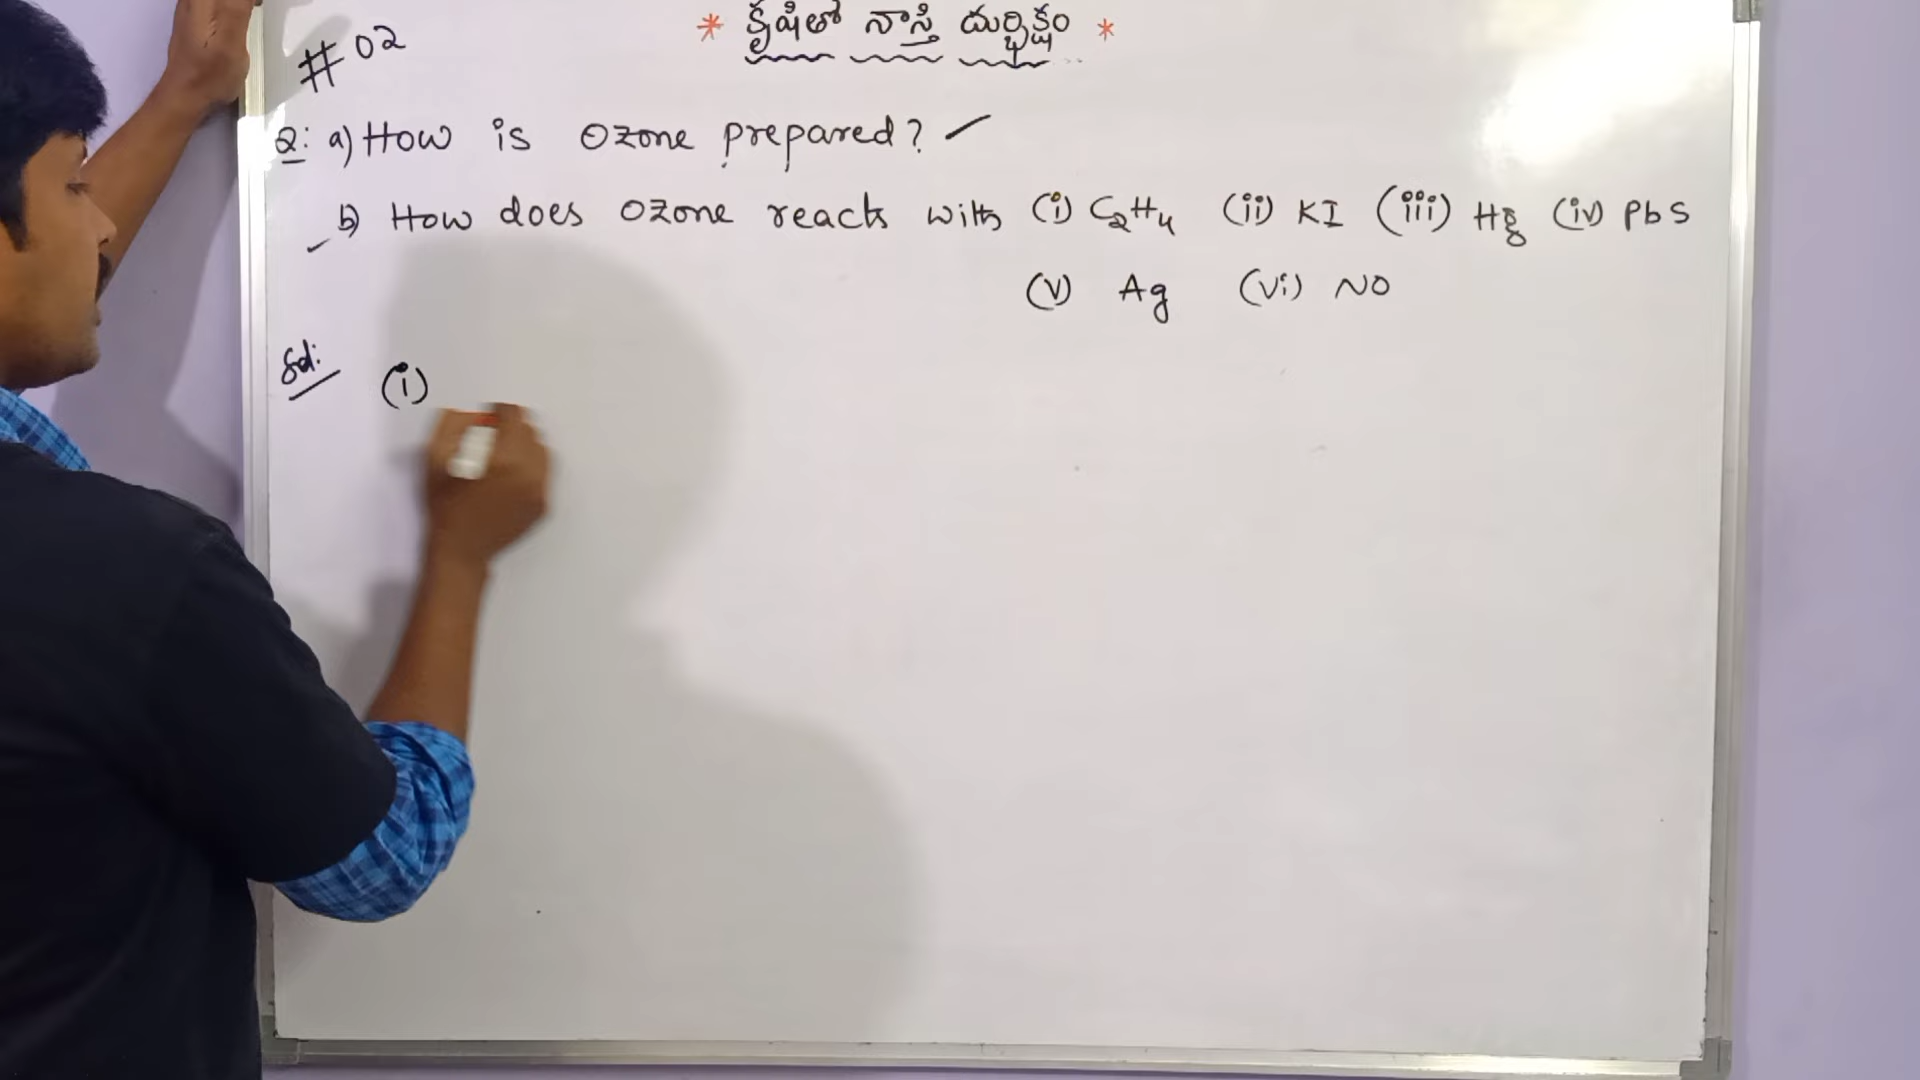 # 02
* కృషితో నాస్తి దుర్భిక్షం *
Q: a) How is Ozone prepared?
b) How does Ozone reacts with (i) C₂H₄ (ii) KI (iii) Hg (iv) PbS
(v) Ag (vi) NO
Sol:
(i)